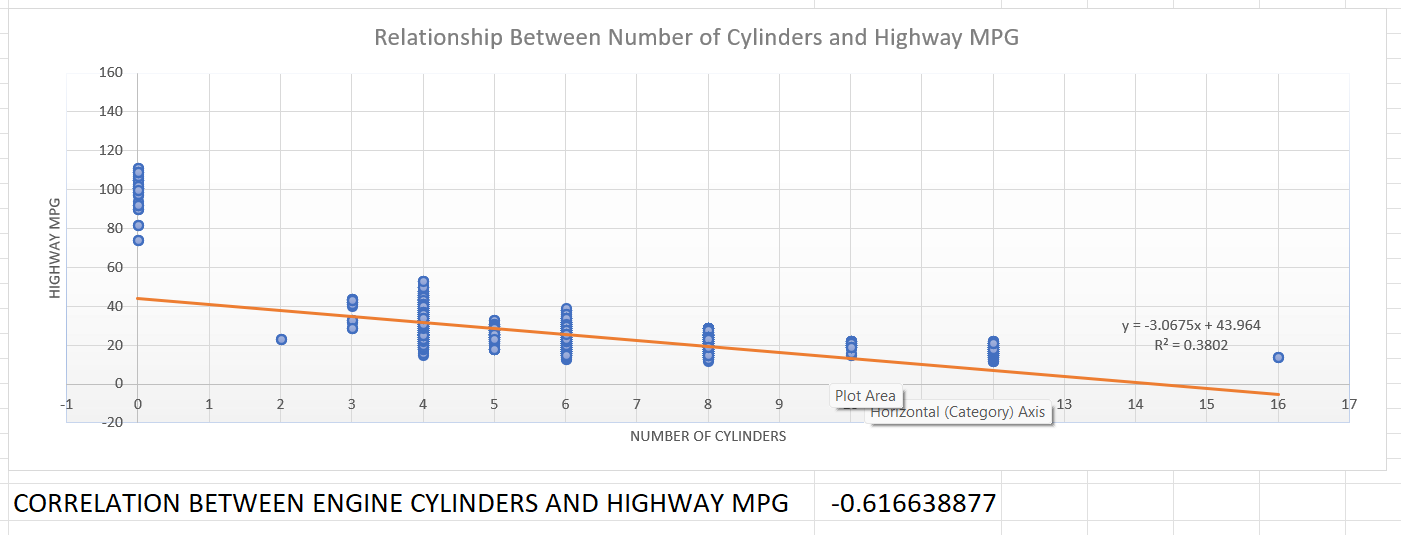 Relationship Between Number of Cylinders and Highway MPG
160
140
120
100
80
60
40
20
0
-20
HIGHWAY MPG
y = -3.0675x + 43.964
R² = 0.3802
-1 0 1 2 3 4 5 6 7 8 9 13 14 15 16 17
Plot Area
Horizontal (Category) Axis
NUMBER OF CYLINDERS
CORRELATION BETWEEN ENGINE CYLINDERS AND HIGHWAY MPG -0.616638877